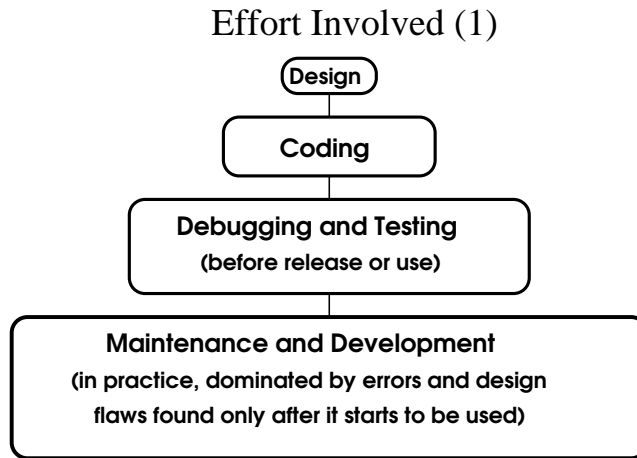 Effort Involved (1)
Design
Coding
Debugging and Testing
(before release or use)
Maintenance and Development
(in practice, dominated by errors and design
flaws found only after it starts to be used)